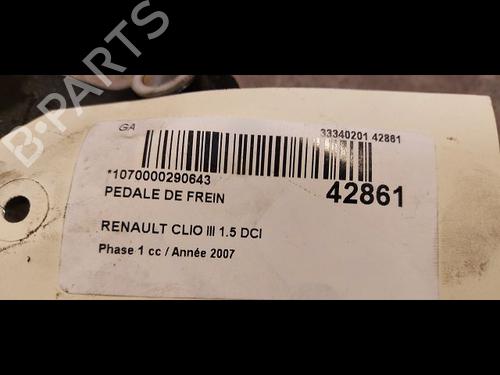 B-PARTS
GA
33340201 42861
*1070000290643
42861
PEDALE DE FREIN
RENAULT CLIO III 1.5 DCI
Phase 1 cc / Année 2007